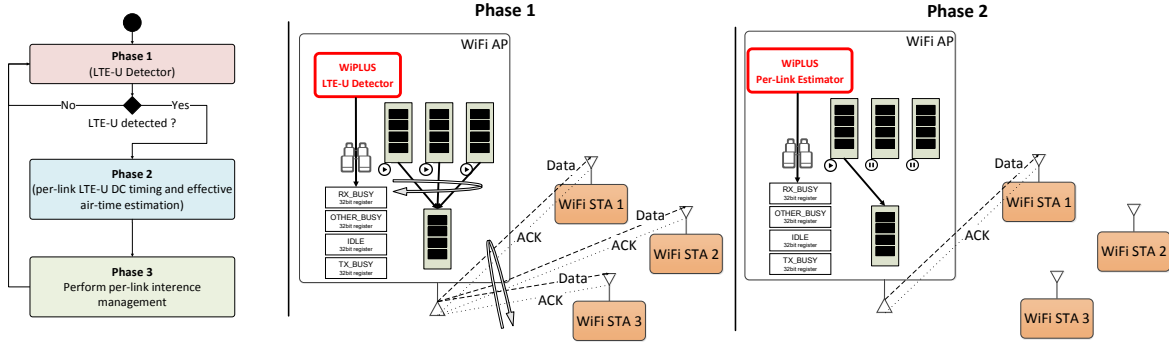 Phase 1
(LTE-U Detector)
No
Yes
LTE-U detected ?
Phase 2
(per-link LTE-U DC timing and effective
air-time estimation)
Phase 3
Perform per-link inference
management
Phase 1
WiFi AP
WiPLUS
LTE-U Detector
RX_BUSY
32bit register
OTHER_BUSY
32bit register
IDLE
32bit register
TX_BUSY
32bit register
Data
ACK
WiFi STA 1
Data
ACK
WiFi STA 2
Data
ACK
WiFi STA 3
Phase 2
WiFi AP
WiPLUS
Per-Link Estimator
RX_BUSY
32bit register
OTHER_BUSY
32bit register
IDLE
32bit register
TX_BUSY
32bit register
Data
ACK
WiFi STA 1
WiFi STA 2
WiFi STA 3